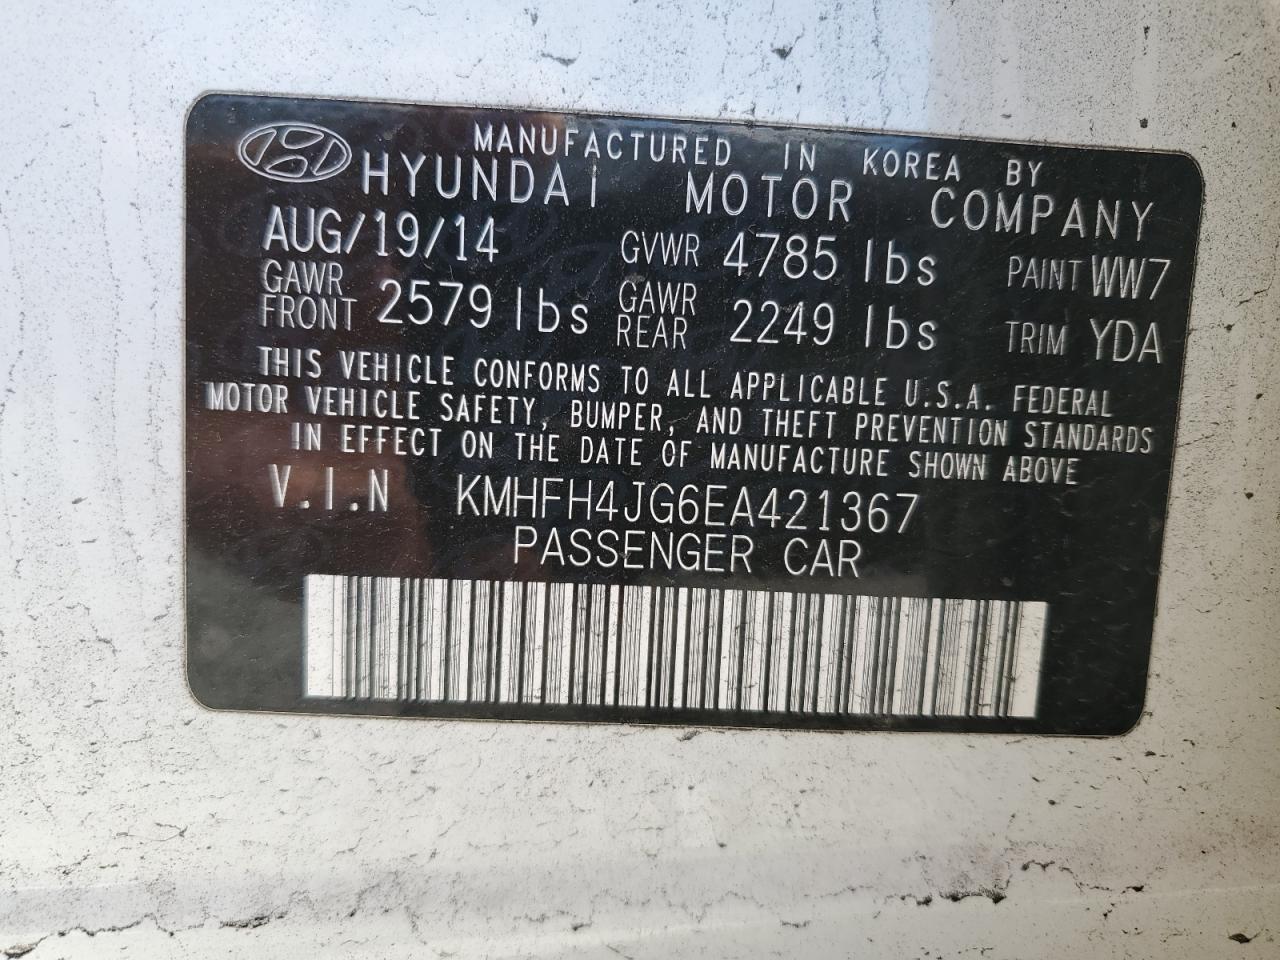 MANUFACTURED IN KOREA BY
HYUNDAI MOTOR COMPANY
AUG/19/14 GVWR 4785 lbs PAINT WW7
GAWR FRONT 2579 lbs GAWR REAR 2249 lbs TRIM YDA
THIS VEHICLE CONFORMS TO ALL APPLICABLE U.S.A. FEDERAL
MOTOR VEHICLE SAFETY, BUMPER, AND THEFT PREVENTION STANDARDS
IN EFFECT ON THE DATE OF MANUFACTURE SHOWN ABOVE
V.I.N KMHFH4JG6EA421367
PASSENGER CAR